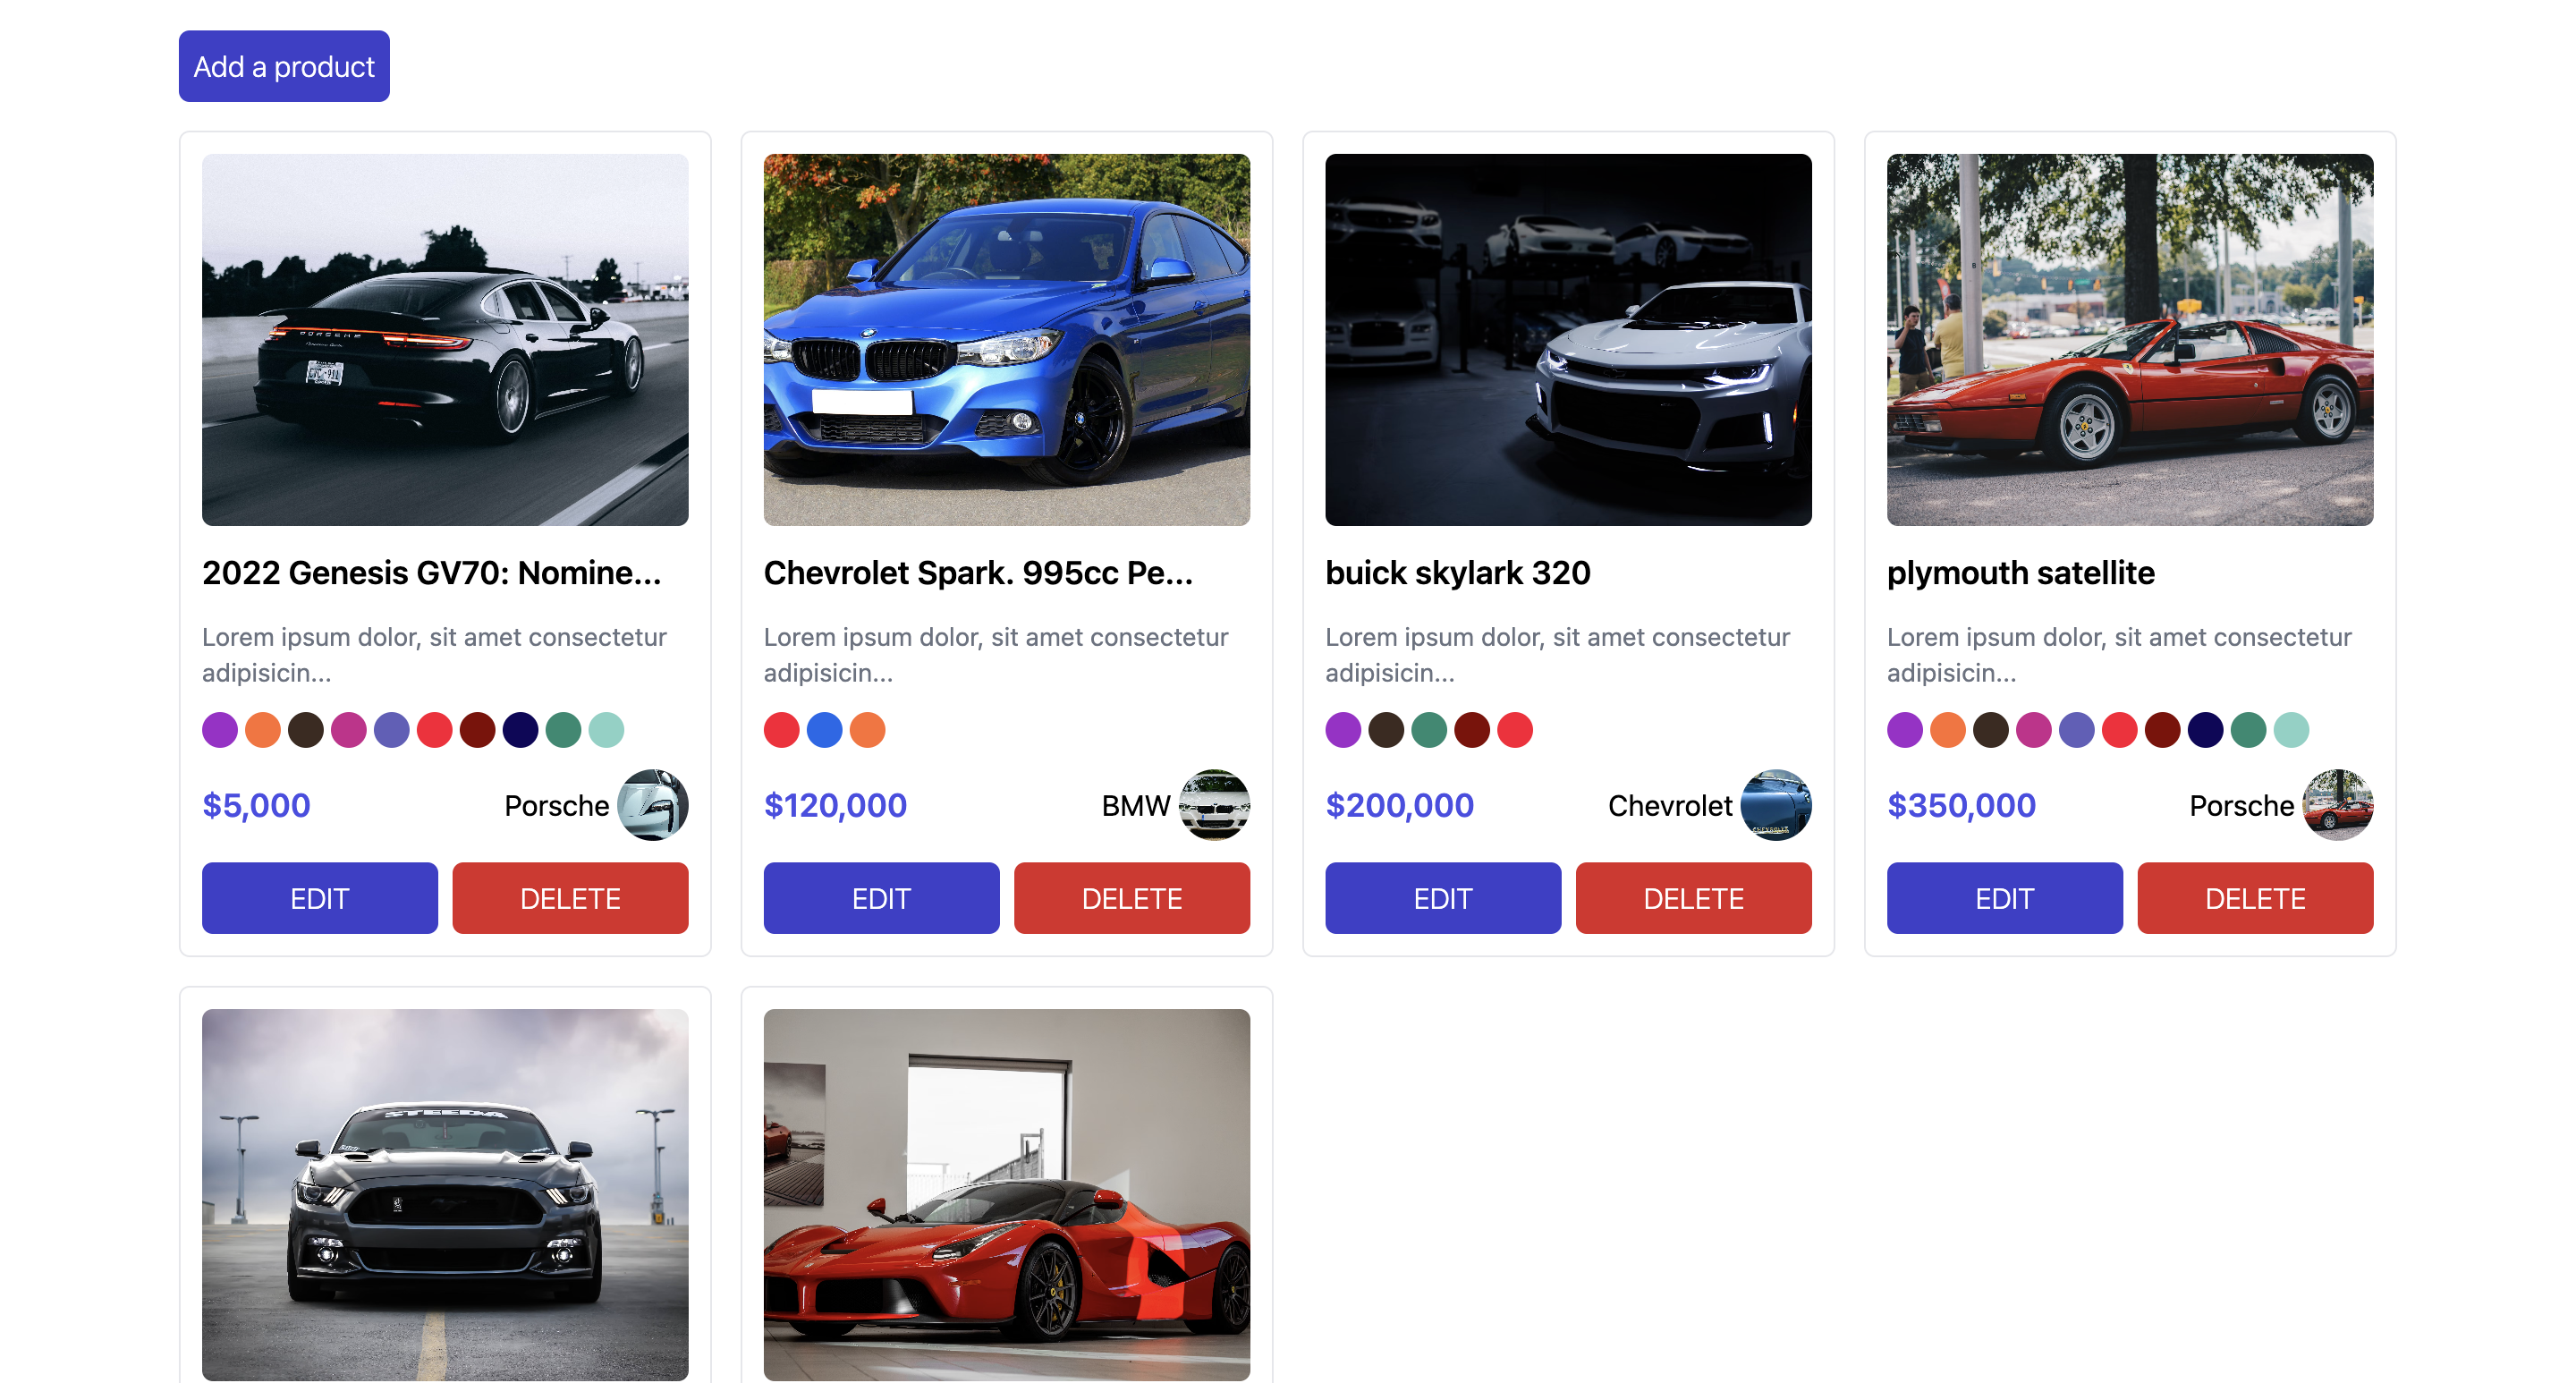 Add a product
PORSCHE
2022 Genesis GV70: Nomine...
Lorem ipsum dolor, sit amet consectetur
adipisicin...
$5,000
Porsche
EDIT
DELETE
Chevrolet Spark. 995cc Pe...
Lorem ipsum dolor, sit amet consectetur
adipisicin...
$120,000
BMW
EDIT
DELETE
buick skylark 320
Lorem ipsum dolor, sit amet consectetur
adipisicin...
$200,000
Chevrolet
CHEVROLET
EDIT
DELETE
plymouth satellite
Lorem ipsum dolor, sit amet consectetur
adipisicin...
$350,000
Porsche
EDIT
DELETE
STEEDA